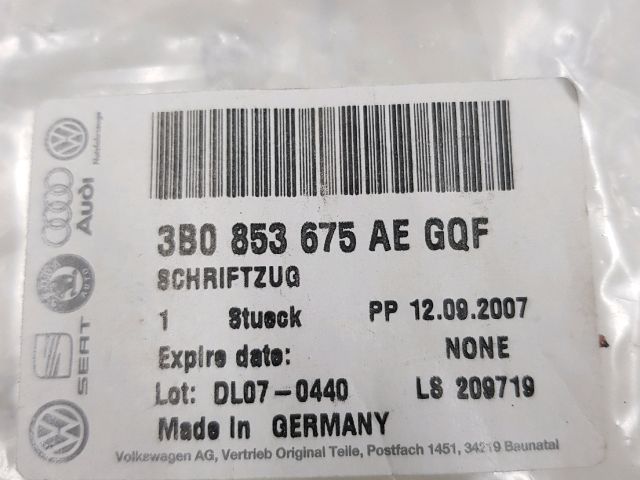 3B0 853 675 AE GQF
SCHRIFTZUG
1 Stueck PP 12.09.2007
Expire date: NONE
Lot: DL07-0440 LS 209719
Made in GERMANY
Volkswagen AG, Vertrieb Original Teile, Postfach 1451, 34219 Baunatal
Nutzfahrzeuge
Audi
SEAT